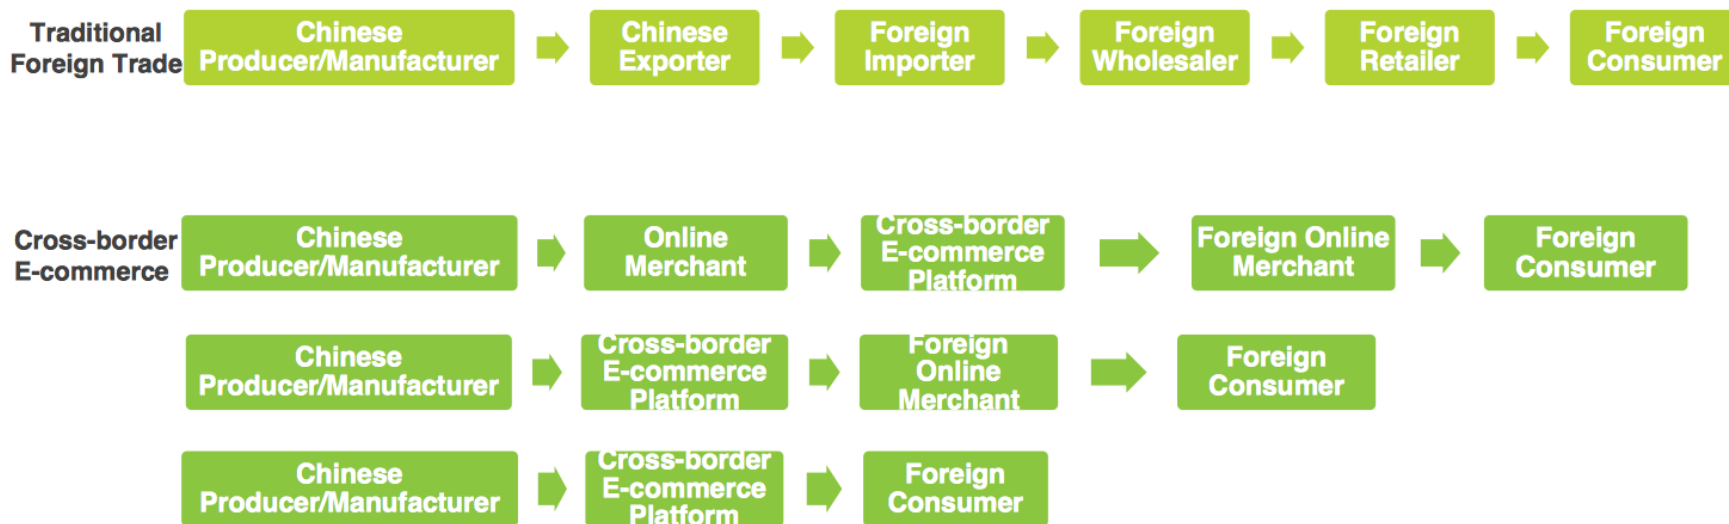 Traditional
Foreign Trade
Chinese
Producer/Manufacturer
Chinese
Exporter
Foreign
Importer
Foreign
Wholesaler
Foreign
Retailer
Foreign
Consumer
Cross-border
E-commerce
Chinese
Producer/Manufacturer
Online
Merchant
Cross-border
E-commerce
Platform
Foreign Online
Merchant
Foreign
Consumer
Chinese
Producer/Manufacturer
Cross-border
E-commerce
Platform
Foreign
Online
Merchant
Foreign
Consumer
Chinese
Producer/Manufacturer
Cross-border
E-commerce
Platform
Foreign
Consumer